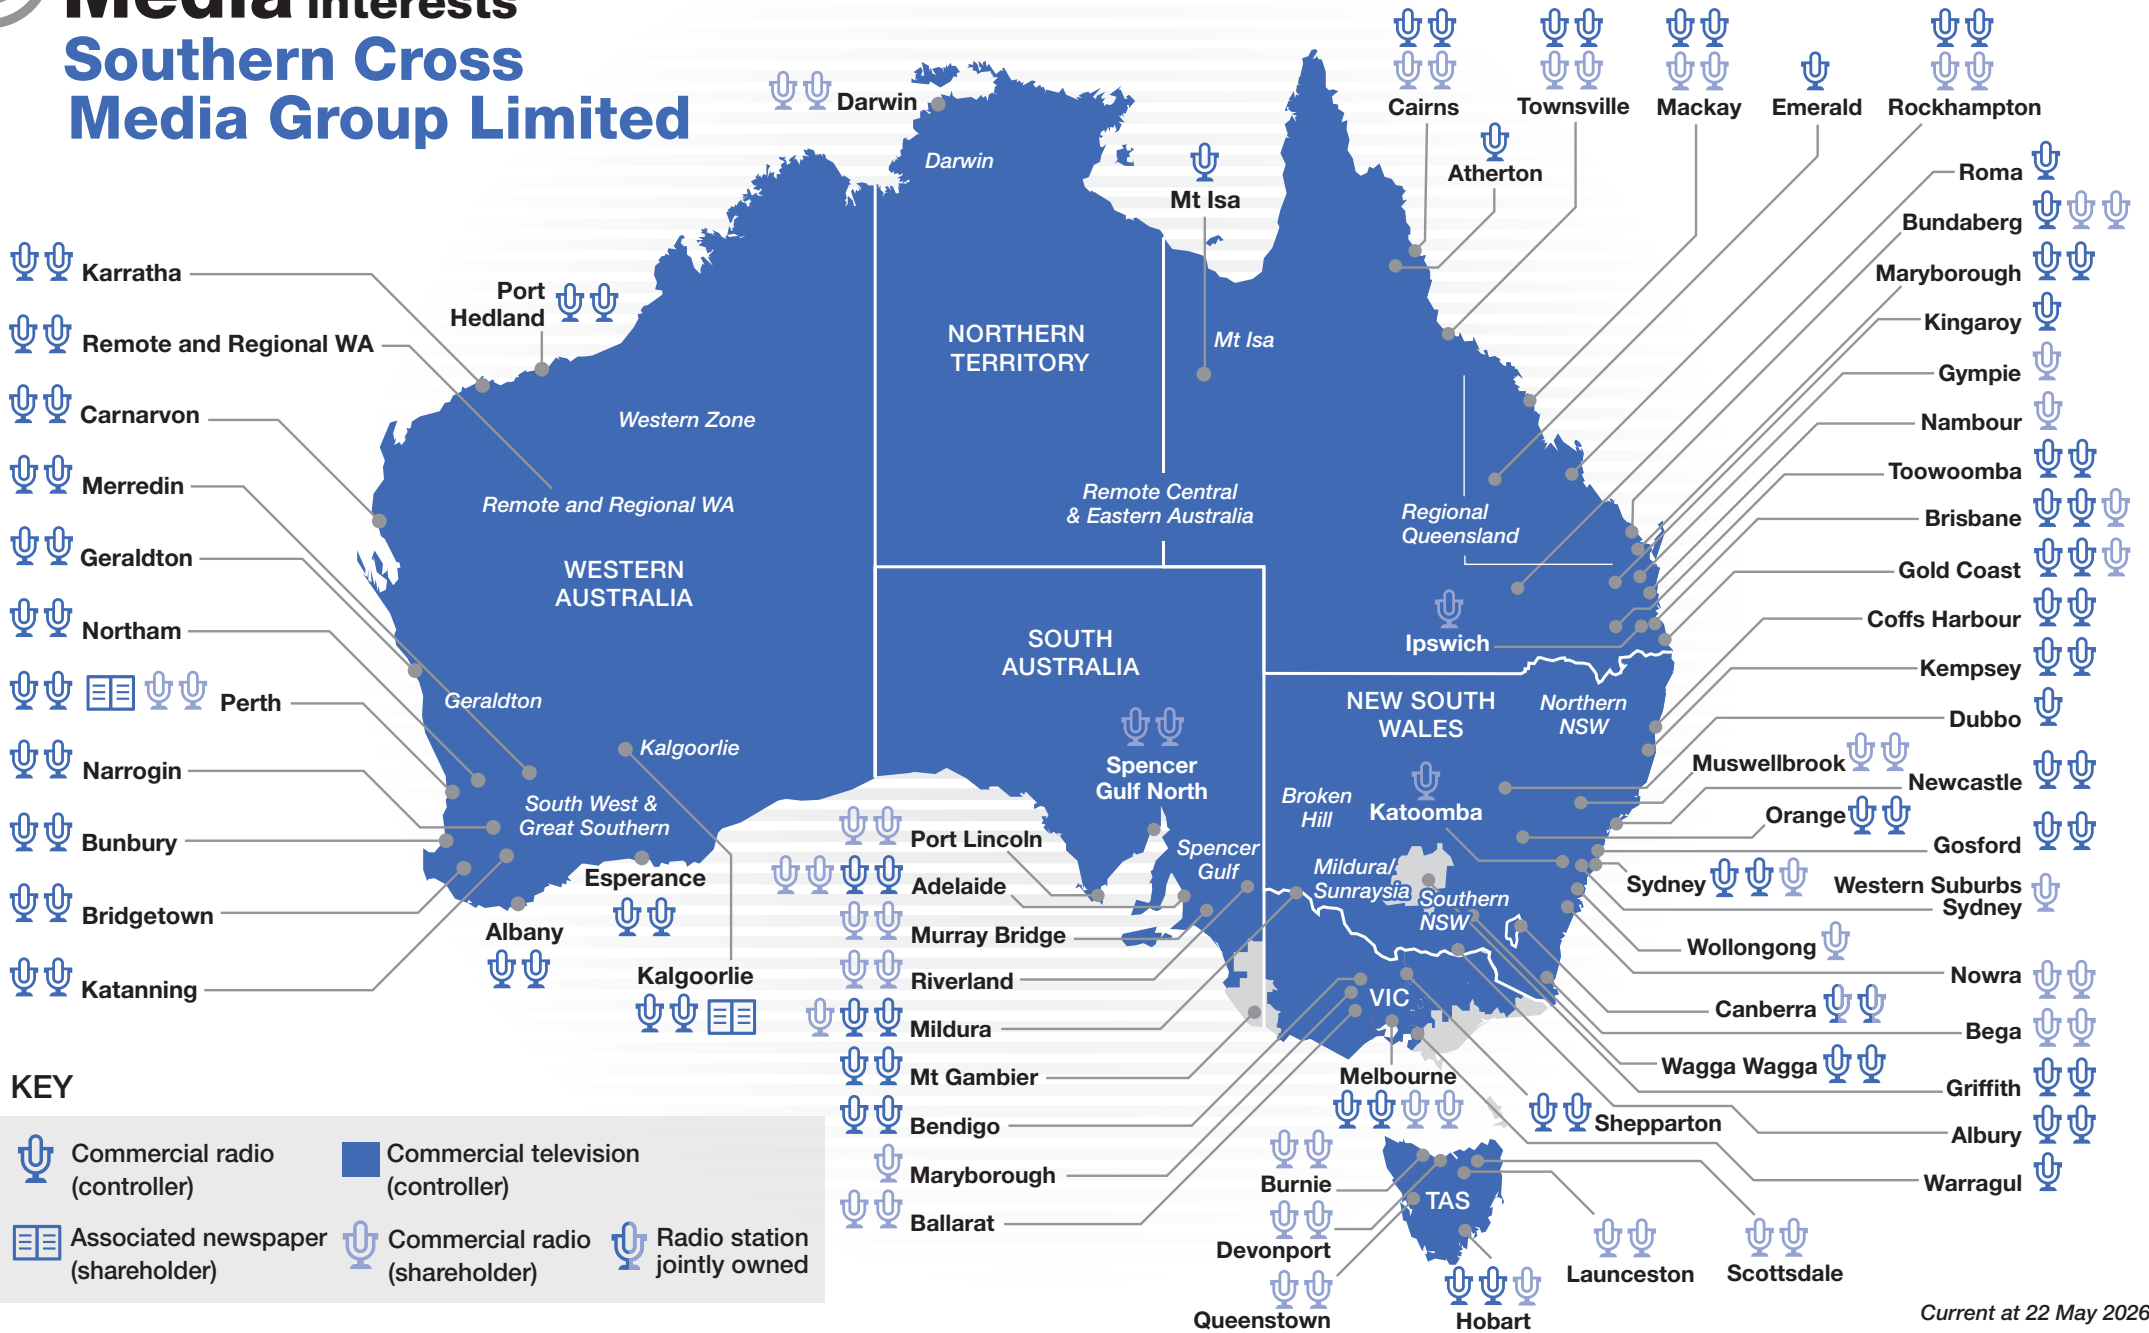 Media interests
Southern Cross
Media Group Limited
Darwin
Cairns
Townsville
Mackay
Emerald
Rockhampton
Atherton
Mt Isa
Roma
Bundaberg
Maryborough
Kingaroy
Gympie
Nambour
Toowoomba
Brisbane
Gold Coast
Coffs Harbour
Kempsey
Dubbo
Muswellbrook
Newcastle
Orange
Gosford
Sydney
Western Suburbs
Sydney
Wollongong
Nowra
Canberra
Bega
Wagga Wagga
Griffith
Albury
Shepparton
Warragul
Karratha
Port
Hedland
Remote and Regional WA
Carnarvon
Merredin
Geraldton
Northam
Perth
Narrogin
Bunbury
Bridgetown
Katanning
Albany
Esperance
Kalgoorlie
Darwin
NORTHERN
TERRITORY
Mt Isa
Western Zone
Remote and Regional WA
WESTERN
AUSTRALIA
Remote Central
& Eastern Australia
Regional
Queensland
Ipswich
SOUTH
AUSTRALIA
Geraldton
Kalgoorlie
South West &
Great Southern
Spencer
Gulf North
NEW SOUTH
WALES
Northern
NSW
Broken
Hill
Katoomba
Spencer
Gulf
Mildura/
Sunraysia
Southern
NSW
VIC
Port Lincoln
Adelaide
Murray Bridge
Riverland
Mildura
Mt Gambier
Bendigo
Maryborough
Ballarat
Melbourne
Burnie
Devonport
Queenstown
TAS
Hobart
Launceston
Scottsdale
KEY
Commercial radio
(controller)
Commercial television
(controller)
Associated newspaper
(shareholder)
Commercial radio
(shareholder)
Radio station
jointly owned
Current at 22 May 2026